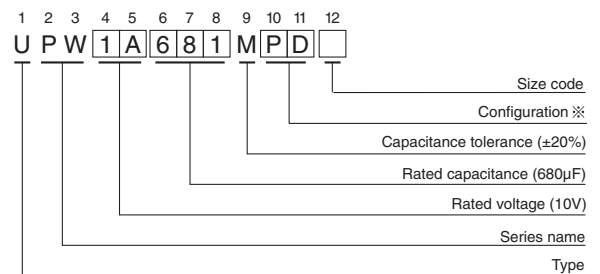 1 2 3 4 5 6 7 8 9 10 11 12
U P W 1 A 6 8 1 M P D
Size code
Configuration ※
Capacitance tolerance (±20%)
Rated capacitance (680µF)
Rated voltage (10V)
Series name
Type